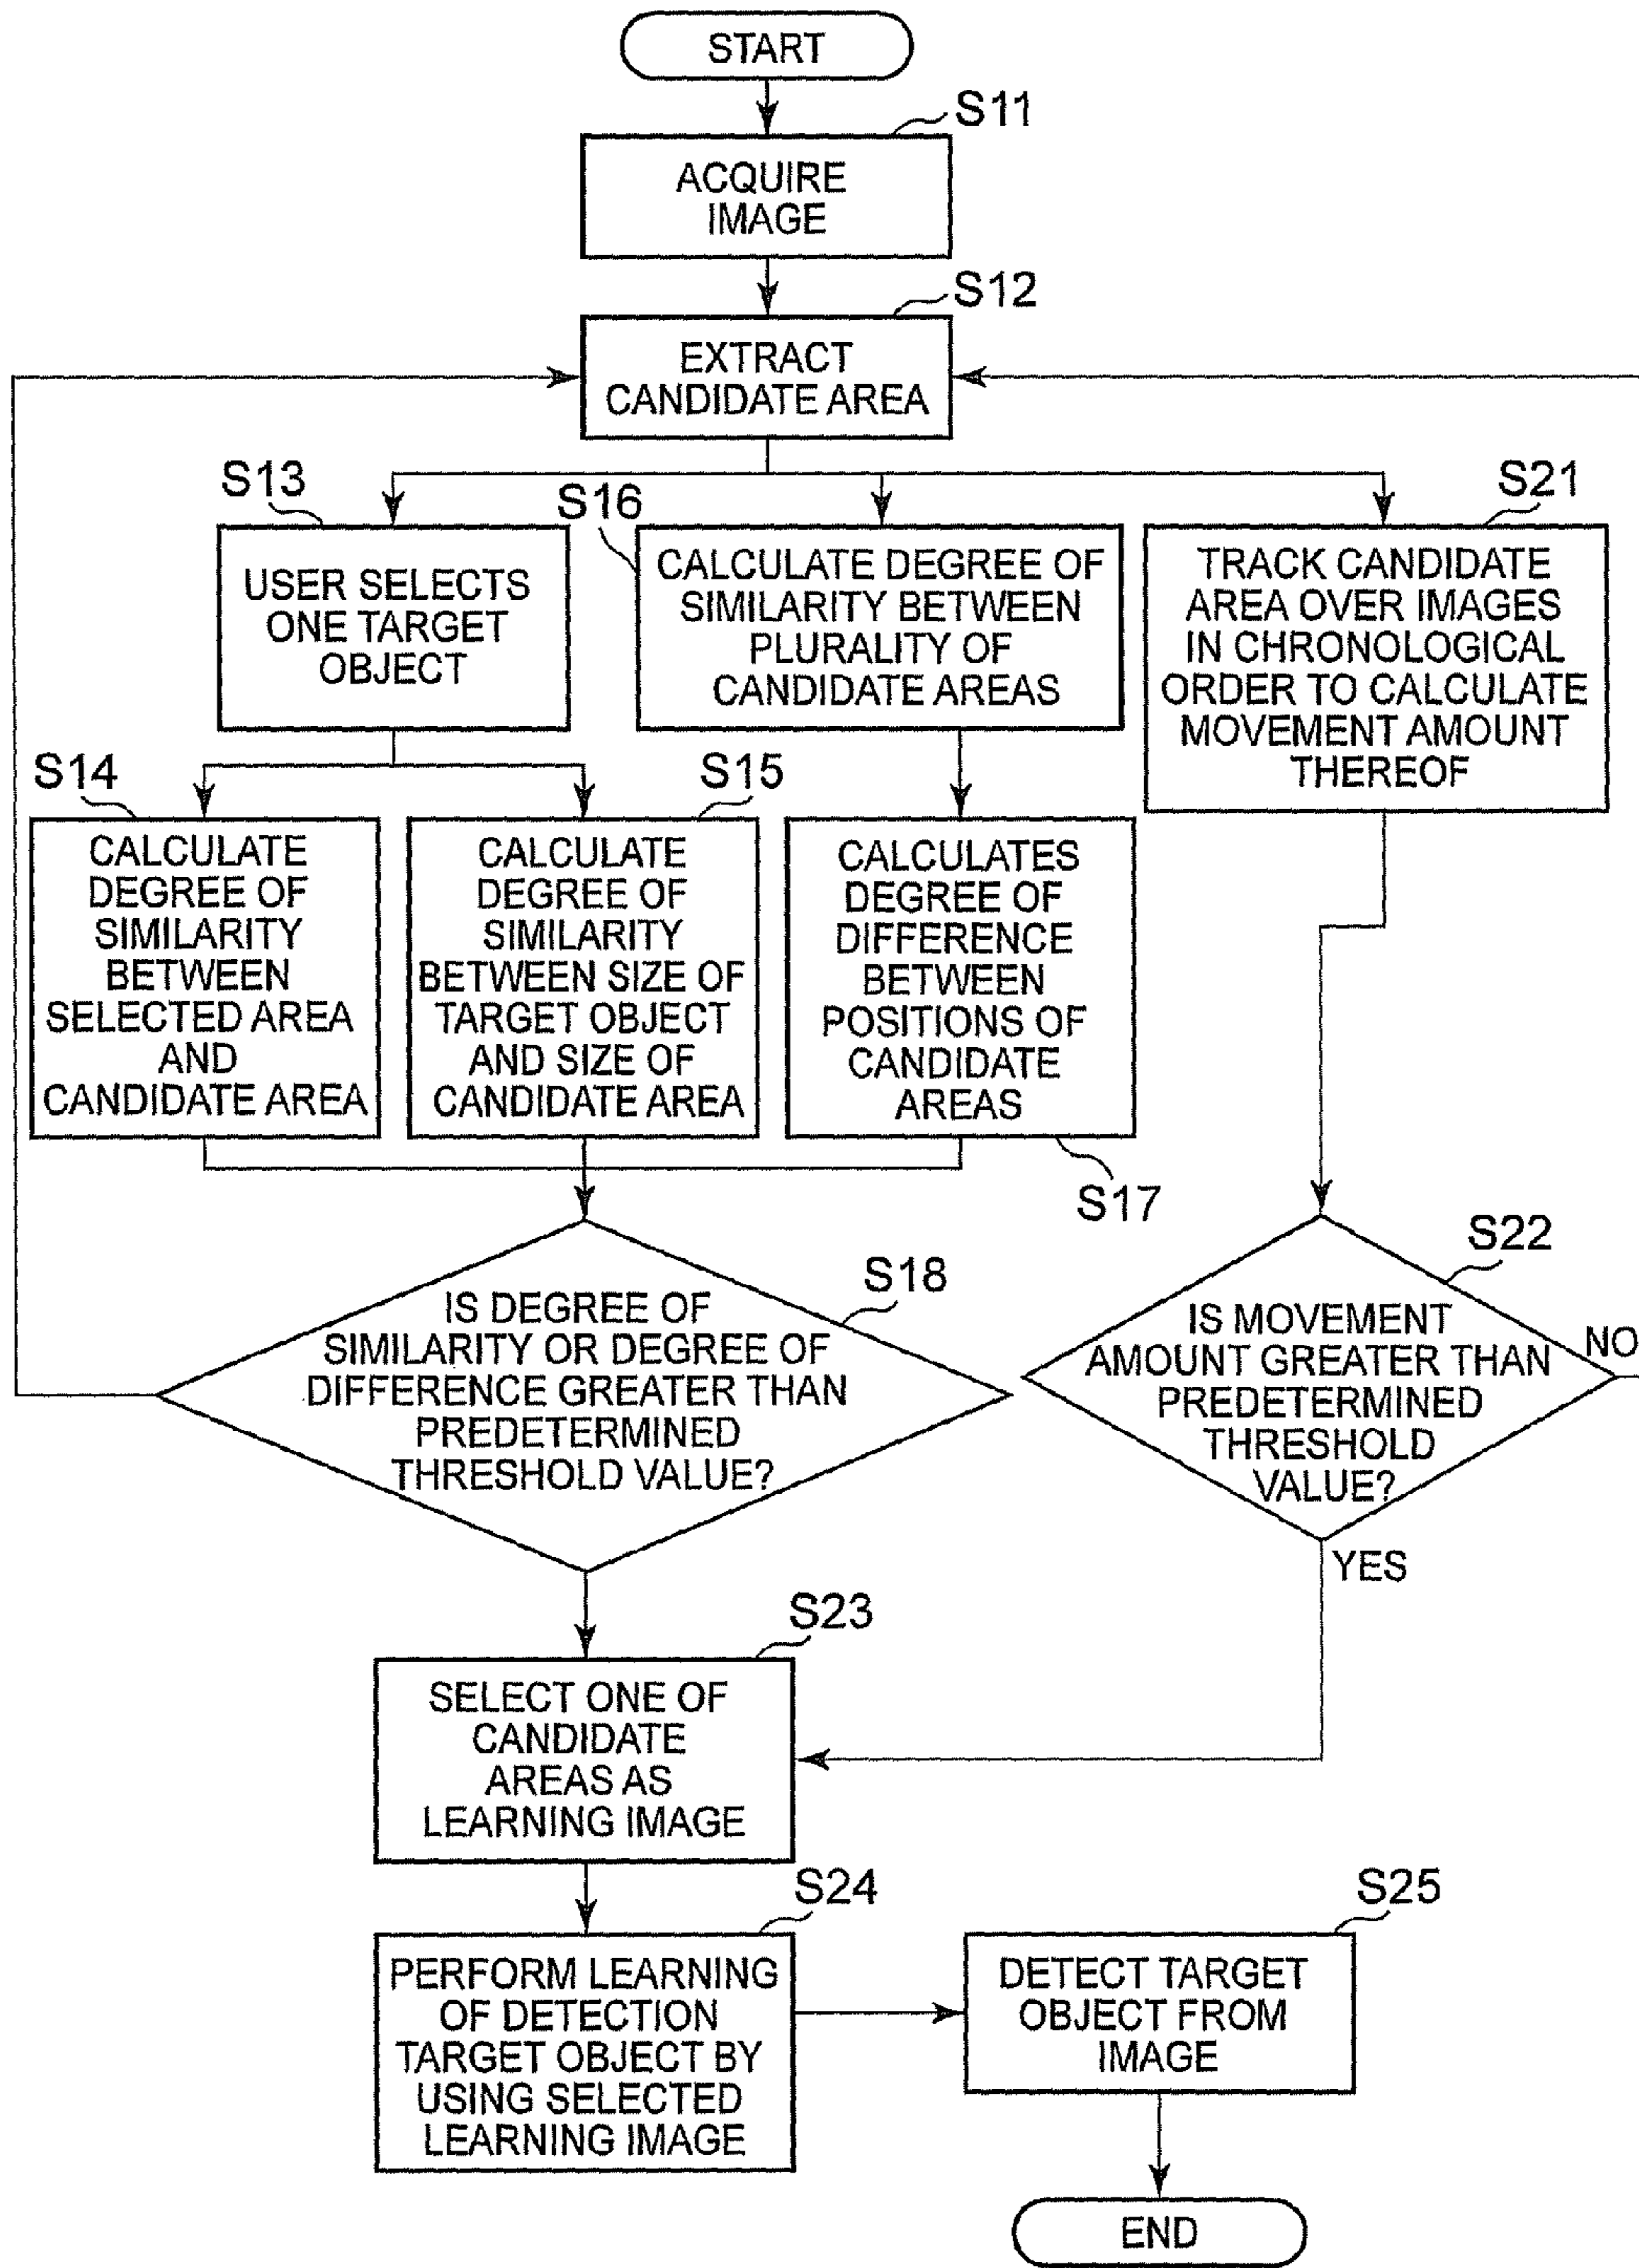 START
S11
ACQUIRE
IMAGE
S12
EXTRACT
CANDIDATE AREA
S13
USER SELECTS
ONE TARGET
OBJECT
S16
CALCULATE DEGREE OF
SIMILARITY BETWEEN
PLURALITY OF
CANDIDATE AREAS
S21
TRACK CANDIDATE
AREA OVER IMAGES
IN CHRONOLOGICAL
ORDER TO CALCULATE
MOVEMENT AMOUNT
THEREOF
S14
CALCULATE
DEGREE OF
SIMILARITY
BETWEEN
SELECTED AREA
AND
CANDIDATE AREA
S15
CALCULATE
DEGREE OF
SIMILARITY
BETWEEN SIZE OF
TARGET OBJECT
AND SIZE OF
CANDIDATE AREA
CALCULATES
DEGREE OF
DIFFERENCE
BETWEEN
POSITIONS OF
CANDIDATE
AREAS
S17
S18
IS DEGREE OF
SIMILARITY OR DEGREE OF
DIFFERENCE GREATER THAN
PREDETERMINED
THRESHOLD VALUE?
S22
IS MOVEMENT
AMOUNT GREATER THAN
PREDETERMINED
THRESHOLD
VALUE?
NO
YES
S23
SELECT ONE OF
CANDIDATE
AREAS AS
LEARNING IMAGE
S24
PERFORM LEARNING
OF DETECTION
TARGET OBJECT BY
USING SELECTED
LEARNING IMAGE
S25
DETECT TARGET
OBJECT FROM
IMAGE
END